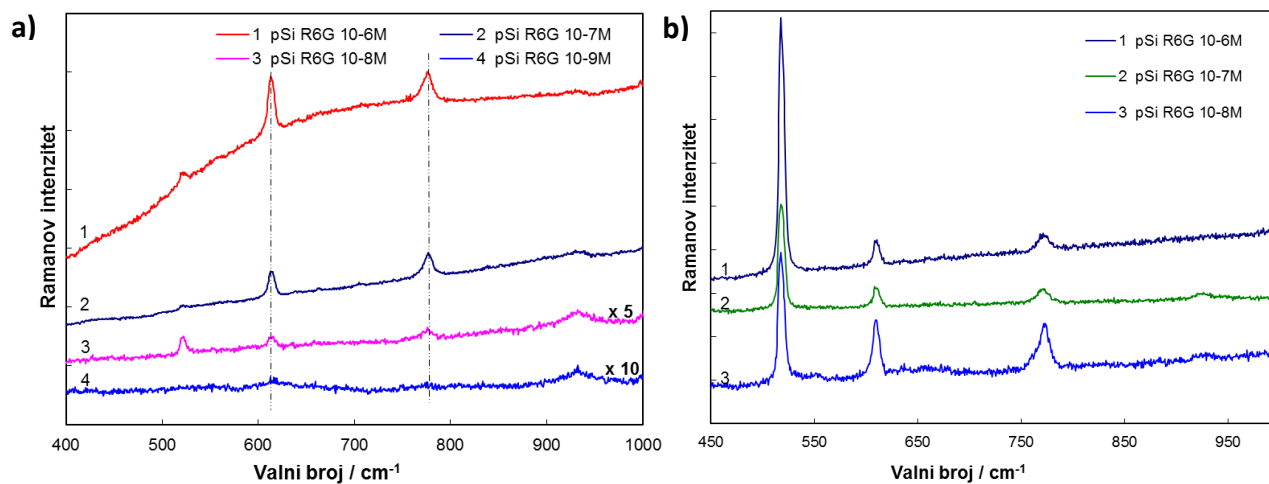 a)
1 pSi R6G 10-6M
2 pSi R6G 10-7M
3 pSi R6G 10-8M
4 pSi R6G 10-9M
Ramanov intenzitet
1
2
3
x 5
4
x 10
400 500 600 700 800 900 1000
Valni broj / cm⁻¹
b)
1 pSi R6G 10-6M
2 pSi R6G 10-7M
3 pSi R6G 10-8M
Ramanov intenzitet
1
2
3
450 550 650 750 850 950
Valni broj / cm⁻¹